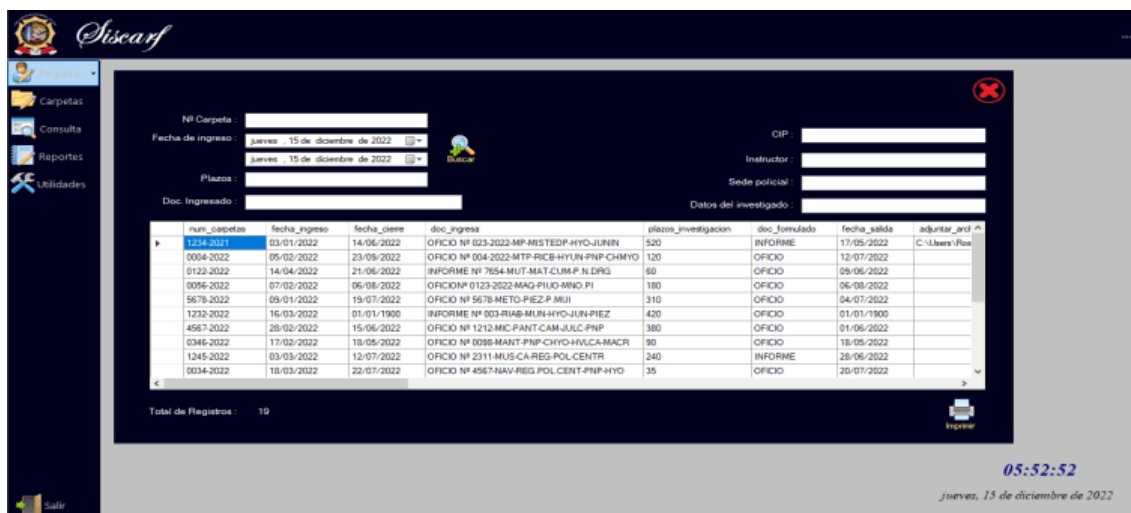 Siscarf
Registro
Carpetas
Consulta
Reportes
Utilidades
Salir
Nº Carpeta :
Fecha de ingreso : jueves , 15 de diciembre de 2022
jueves , 15 de diciembre de 2022
Buscar
Plazos :
Doc. Ingresado :
CIP :
Instructor :
Sede policial :
Datos del investigado :
num_carpetas fecha_ingreso fecha_cierre doc_ingresa plazos_investigacion doc_formulado fecha_salida adjuntar_arch
1234-2021 03/01/2022 14/06/2022 OFICIO Nº 023-2022-MP-MISTEDP-HYO-JUNIN 520 INFORME 17/05/2022 C:\Users\Ros
0004-2022 05/02/2022 23/09/2022 OFICIO Nº 004-2022-MTP-RICB-HYUN-PNP-CHMYO 120 OFICIO 12/07/2022
0122-2022 14/04/2022 21/06/2022 INFORME Nº 7654-MUT-MAT-CUM-P.N.DRG 60 OFICIO 09/06/2022
0056-2022 07/02/2022 06/08/2022 OFICIONº 0123-2022-MAQ-PIUO-MNO.PI 180 OFICIO 06/08/2022
5678-2022 09/01/2022 19/07/2022 OFICIO Nº 5678-METO-PIEZ-P.MUI 310 OFICIO 04/07/2022
1232-2022 16/03/2022 01/01/1900 INFORME Nº 003-RIAB-MUN-HYO-JUN-PIEZ 420 OFICIO 01/01/1900
4567-2022 28/02/2022 15/06/2022 OFICIO Nº 1212-MIC-PANT-CAM-JULC-PNP 380 OFICIO 01/06/2022
0346-2022 17/02/2022 18/05/2022 OFICIO Nº 0098-MANT-PNP-CHYO-HVLCA-MACR 90 OFICIO 18/05/2022
1245-2022 03/03/2022 12/07/2022 OFICIO Nº 2311-MUS-CA-REG-POL-CENTR 240 INFORME 28/06/2022
0034-2022 18/03/2022 22/07/2022 OFICIO Nº 4567-NAV-REG.POL.CENT-PNP-HYO 35 OFICIO 20/07/2022
Total de Registros : 19
Imprimir
05:52:52
jueves, 15 de diciembre de 2022